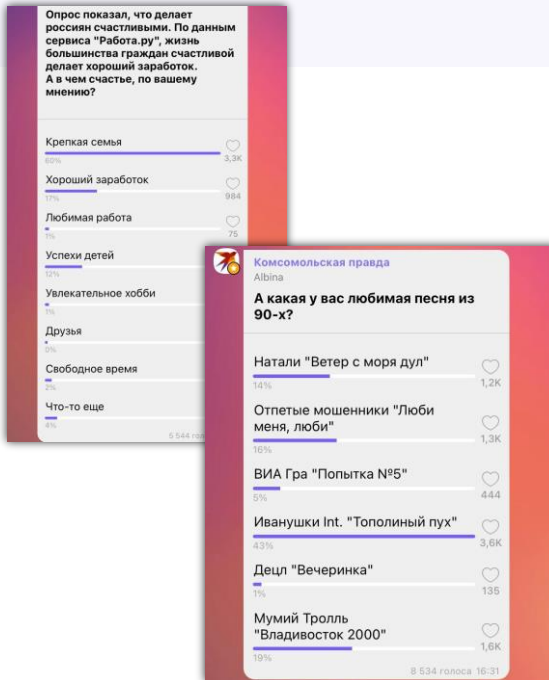 Опрос показал, что делает
россиян счастливыми. По данным
сервиса "Работа.ру", жизнь
большинства граждан счастливой
делает хороший заработок.
А в чем счастье, по вашему
мнению?
Крепкая семья
60%
3,3K
Хороший заработок
17%
984
Любимая работа
1%
75
Успехи детей
12%
Увлекательное хобби
1%
Друзья
0%
Свободное время
2%
Что-то еще
4%
5 544
Комсомольская правда
Albina
А какая у вас любимая песня из
90-х?
Натали "Ветер с моря дул"
14%
1,2K
Отпетые мошенники "Люби
меня, люби"
16%
1,3K
ВИА Гра "Попытка №5"
5%
444
Иванушки Int. "Тополиный пух"
43%
3,6K
Децл "Вечеринка"
1%
135
Мумий Тролль
"Владивосток 2000"
19%
1,6K
8 534 голоса 16:31